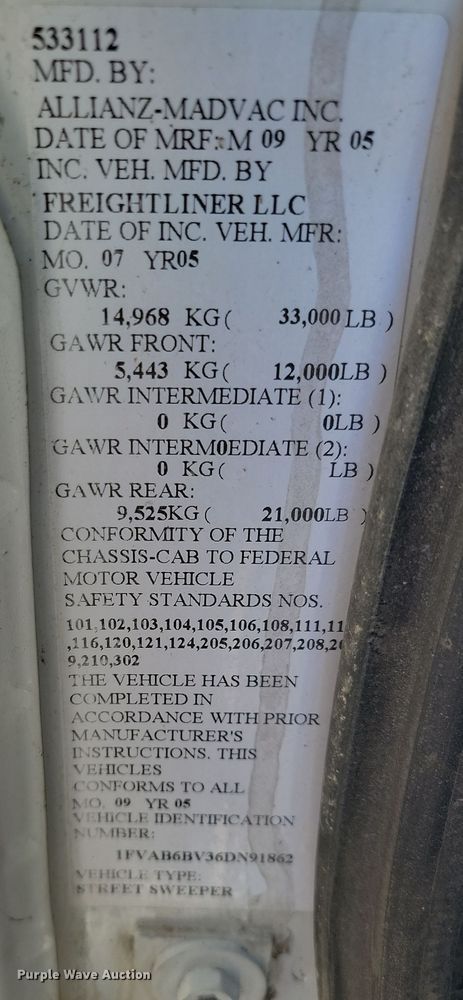 533112
MFD. BY:
ALLIANZ-MADVAC INC.
DATE OF MRF: M 09 YR 05
INC. VEH. MFD. BY
FREIGHTLINER LLC
DATE OF INC. VEH. MFR:
MO. 07 YR05
GVWR:
14,968 KG( 33,000 LB )
GAWR FRONT:
5,443 KG( 12,000LB )
GAWR INTERMEDIATE (1):
0 KG( 0LB )
GAWR INTERM0EDIATE (2):
0 KG( LB )
GAWR REAR:
9,525KG ( 21,000LB )
CONFORMITY OF THE
CHASSIS-CAB TO FEDERAL
MOTOR VEHICLE
SAFETY STANDARDS NOS.
101,102,103,104,105,106,108,111,11
,116,120,121,124,205,206,207,208,20
9,210,302
THE VEHICLE HAS BEEN
COMPLETED IN
ACCORDANCE WITH PRIOR
MANUFACTURER'S
INSTRUCTIONS. THIS
VEHICLES
CONFORMS TO ALL
MO. 09 YR 05
VEHICLE IDENTIFICATION
NUMBER:
1FVAB6BV36DN91862
VEHICLE TYPE:
STREET SWEEPER
Purple Wave Auction